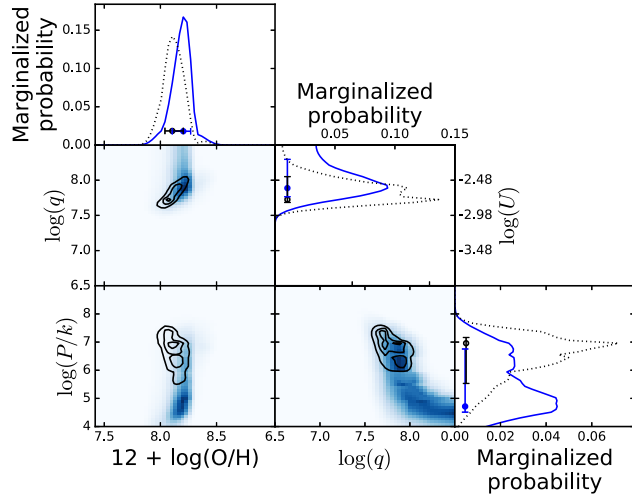 Marginalized
probability
0.15
0.10
0.05
0.00
Marginalized
probability
0.05 0.10 0.15
log(q)
8.0
7.5
7.0
6.5
-2.48
-2.98
-3.48
log(U)
log(P/k)
8
7
6
5
4
7.5 8.0 8.5
12 + log(O/H)
7.0 7.5 8.0 8.5
log(q)
0.00 0.02 0.04 0.06
Marginalized
probability